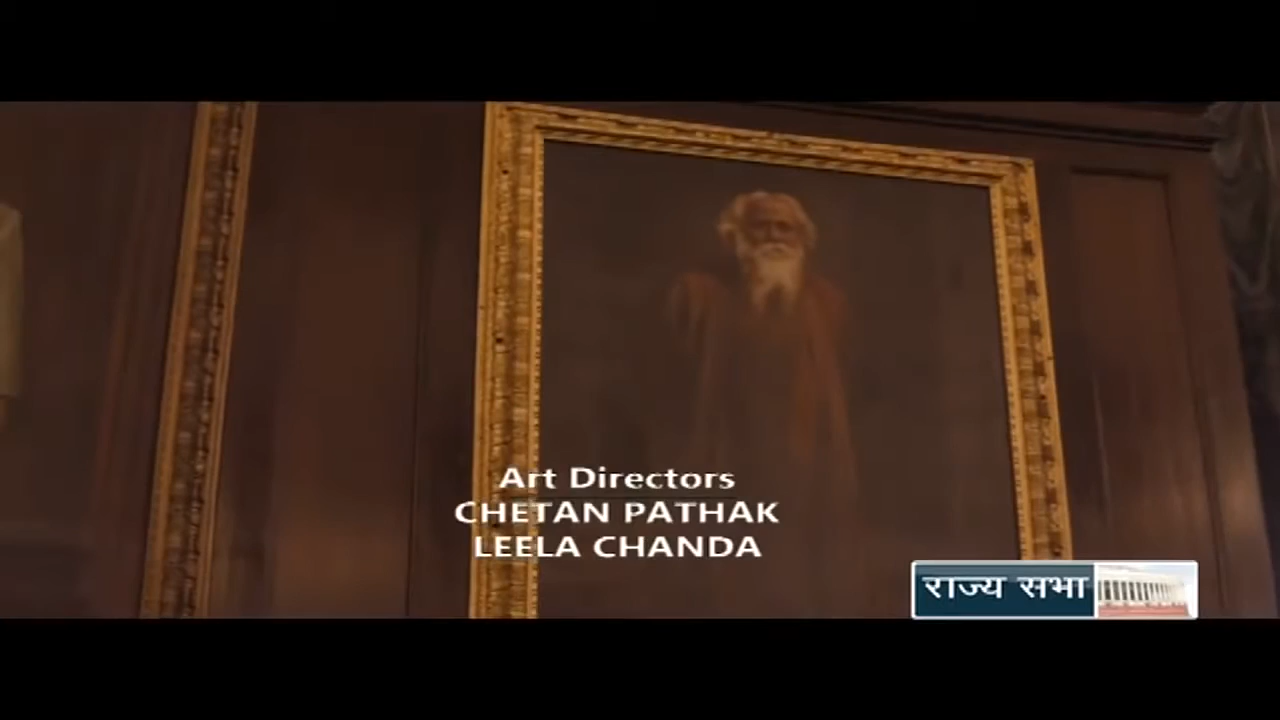 Art Directors
CHETAN PATHAK
LEELA CHANDA
राज्य सभा